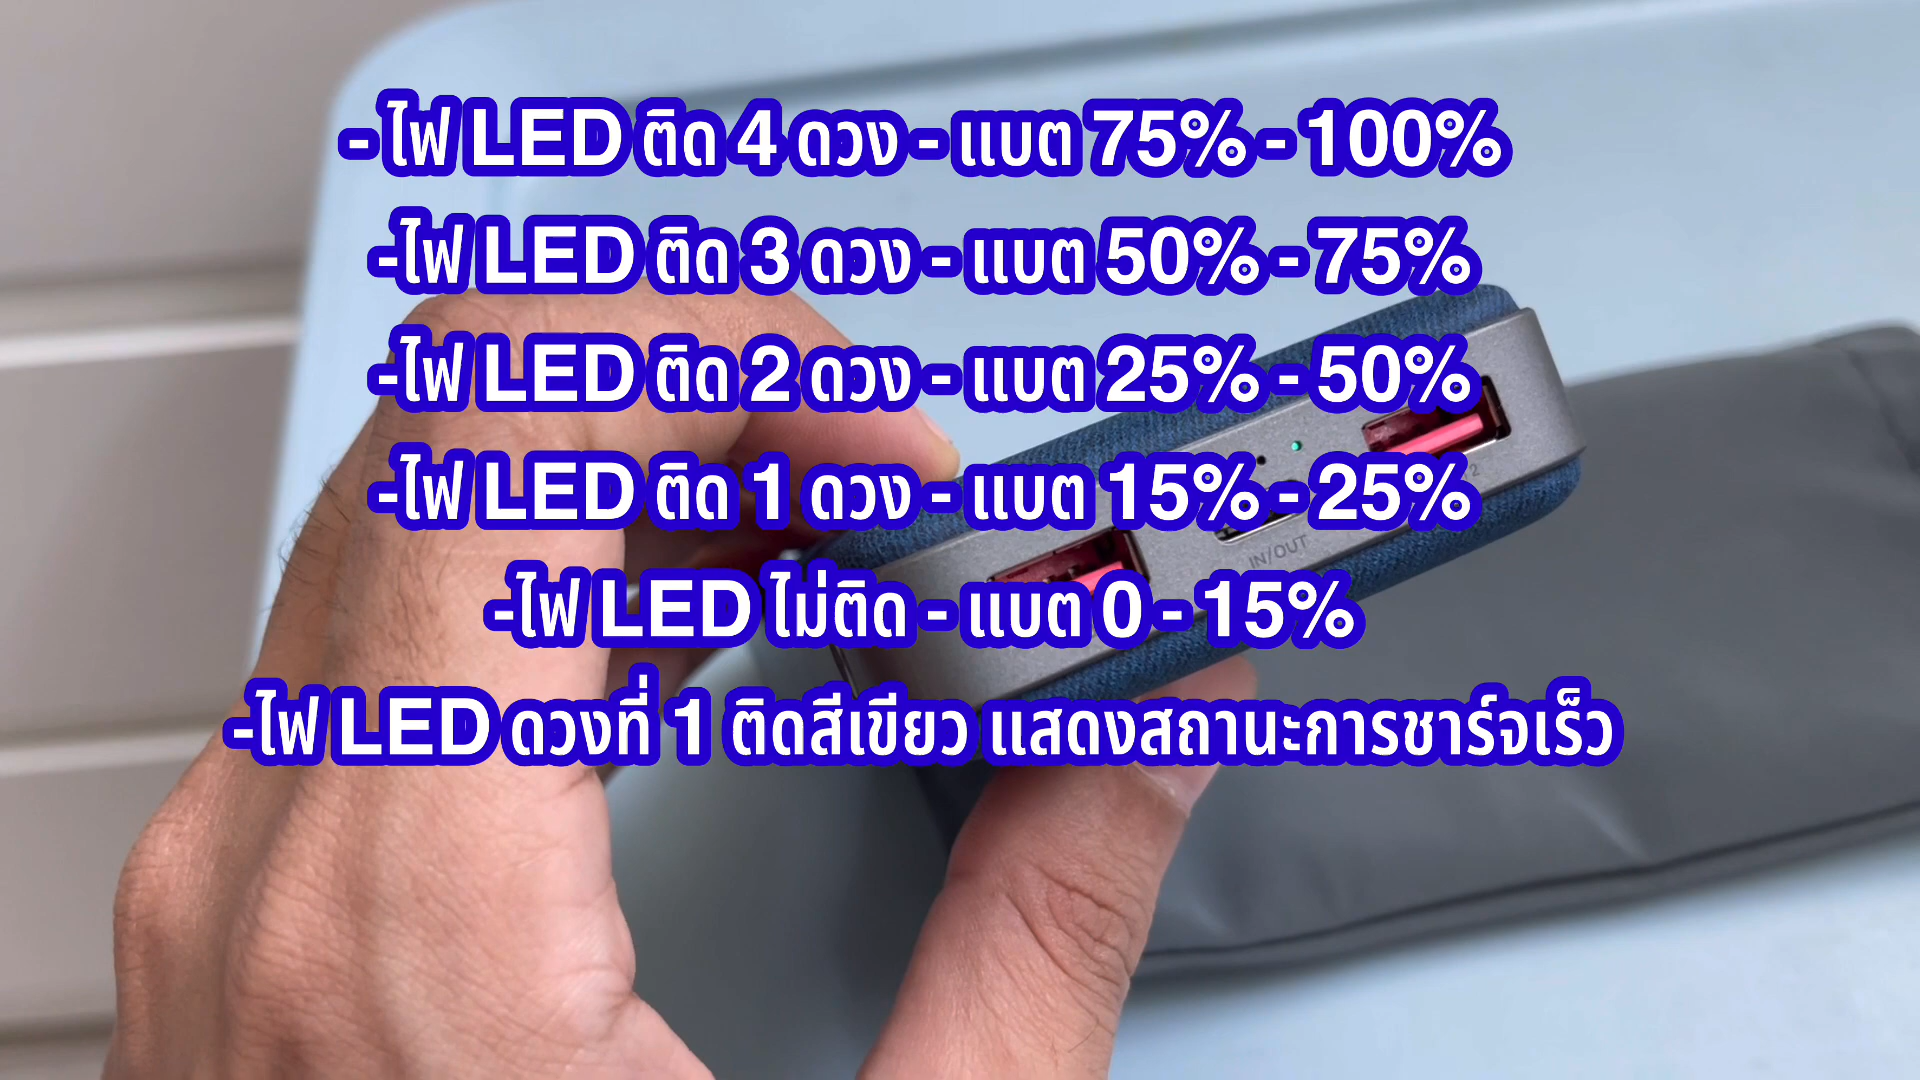 - ไฟ LED ติด 4 ดวง - แบต 75% - 100%
-ไฟ LED ติด 3 ดวง - แบต 50% - 75%
-ไฟ LED ติด 2 ดวง - แบต 25% - 50%
-ไฟ LED ติด 1 ดวง - แบต 15% - 25%
2
IN/OUT
-ไฟ LED ไม่ติด - แบต 0 - 15%
-ไฟ LED ดวงที่ 1 ติดสีเขียว แสดงสถานะการชาร์จเร็ว